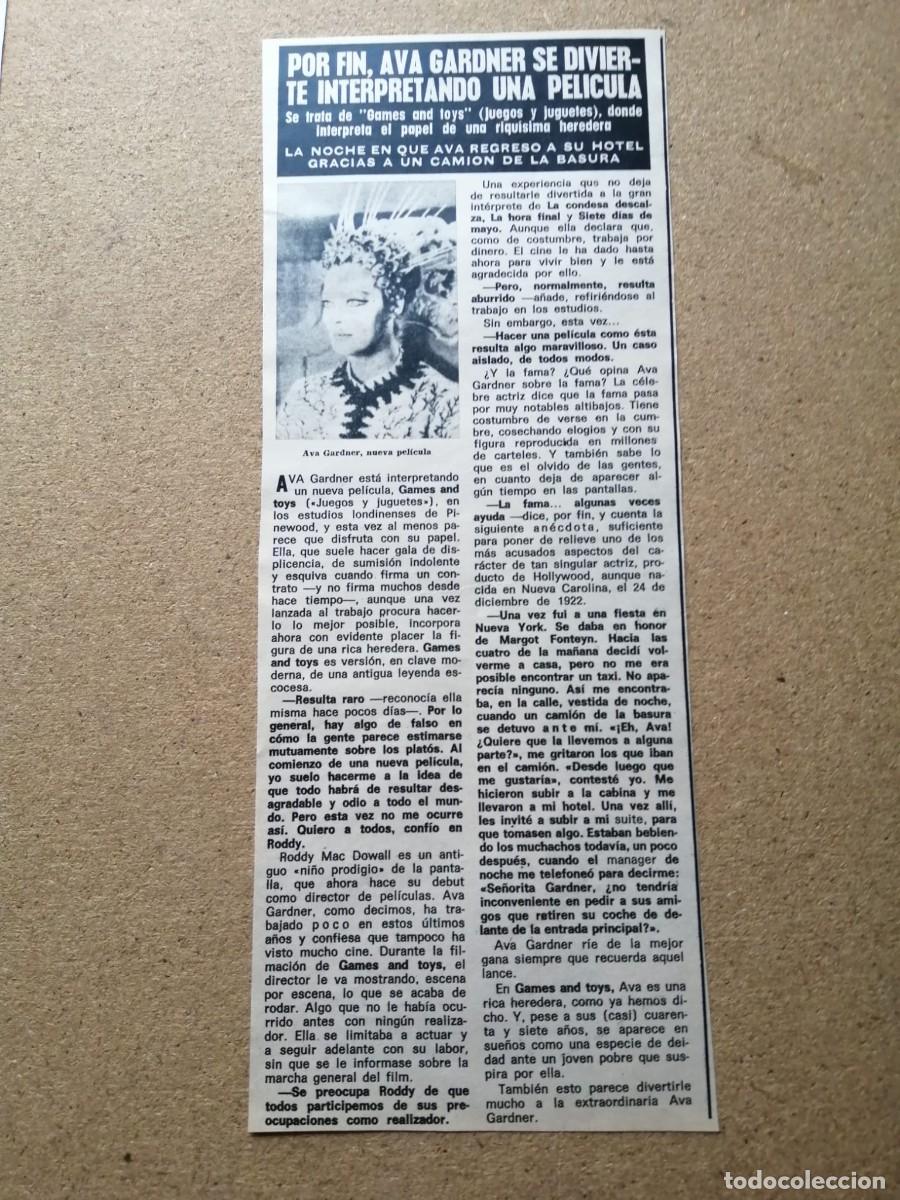 POR FIN, AVA GARDNER SE DIVIER-
TE INTERPRETANDO UNA PELICULA
Se trata de "Games and toys" (juegos y juguetes), donde
interpreta el papel de una riquísima heredera
LA NOCHE EN QUE AVA REGRESO A SU HOTEL
GRACIAS A UN CAMION DE LA BASURA
Ava Gardner, nueva película
AVA Gardner está interpretando
un nueva película, Games and
toys («Juegos y juguetes»), en
los estudios londinenses de Pi-
newood, y esta vez al menos pa-
rece que disfruta con su papel.
Ella, que suele hacer gala de dis-
plicencia, de sumisión indolente
y esquiva cuando firma un con-
trato —y no firma muchos desde
hace tiempo—, aunque una vez
lanzada al trabajo procura hacer-
lo lo mejor posible, incorpora
ahora con evidente placer la fi-
gura de una rica heredera. Games
and toys es versión, en clave mo-
derna, de una antigua leyenda es-
cocesa.
—Resulta raro —reconocía ella
misma hace pocos días—. Por lo
general, hay algo de falso en
cómo la gente parece estimarse
mutuamente sobre los platós. Al
comienzo de una nueva película,
yo suelo hacerme a la idea de
que todo habrá de resultar des-
agradable y odio a todo el mun-
do. Pero esta vez no me ocurre
así. Quiero a todos, confío en
Roddy.
Roddy Mac Dowall es un anti-
guo «niño prodigio» de la panta-
lla, que ahora hace su debut
como director de películas. Ava
Gardner, como decimos, ha tra-
bajado poco en estos últimos
años y confiesa que tampoco ha
visto mucho cine. Durante la fil-
mación de Games and toys, el
director le va mostrando, escena
por escena, lo que se acaba de
rodar. Algo que no le había ocu-
rrido antes con ningún realiza-
dor. Ella se limitaba a actuar y
a seguir adelante con su labor,
sin que se le informase sobre la
marcha general del film.
—Se preocupa Roddy de que
todos participemos de sus pre-
ocupaciones como realizador.
Una experiencia que no deja
de resultarle divertida a la gran
intérprete de La condesa descal-
za, La hora final y Siete días de
mayo. Aunque ella declara que,
como de costumbre, trabaja por
dinero. El cine le ha dado hasta
ahora para vivir bien y le está
agradecida por ello.
—Pero, normalmente, resulta
aburrido —añade, refiriéndose al
trabajo en los estudios.
Sin embargo, esta vez...
—Hacer una película como ésta
resulta algo maravilloso. Un caso
aislado, de todos modos.
¿Y la fama? ¿Qué opina Ava
Gardner sobre la fama? La céle-
bre actriz dice que la fama pasa
por muy notables altibajos. Tiene
costumbre de verse en la cum-
bre, cosechando elogios y con su
figura reproducida en millones
de carteles. Y también sabe lo
que es el olvido de las gentes,
en cuanto deja de aparecer al-
gún tiempo en las pantallas.
—La fama... algunas veces
ayuda —dice, por fin, y cuenta la
siguiente anécdota, suficiente
para poner de relieve uno de los
más acusados aspectos del ca-
rácter de tan singular actriz, pro-
ducto de Hollywood, aunque na-
cida en Nueva Carolina, el 24 de
diciembre de 1922.
—Una vez fui a una fiesta en
Nueva York. Se daba en honor
de Margot Fonteyn. Hacia las
cuatro de la mañana decidí vol-
verme a casa, pero no me era
posible encontrar un taxi. No apa-
recía ninguno. Así me encontra-
ba, en la calle, vestida de noche,
cuando un camión de la basura
se detuvo ante mí. «¡Eh, Ava!
¿Quiere que la llevemos a alguna
parte?», me gritaron los que iban
en el camión. «Desde luego que
me gustaría», contesté yo. Me
hicieron subir a la cabina y me
llevaron a mi hotel. Una vez allí,
les invité a subir a mi suite, para
que tomasen algo. Estaban bebien-
do los muchachos todavía, un poco
después, cuando el manager de
noche me telefoneó para decirme:
«Señorita Gardner, ¿no tendría
inconveniente en pedir a sus ami-
gos que retiren su coche de de-
lante de la entrada principal?».
Ava Gardner ríe de la mejor
gana siempre que recuerda aquel
lance.
En Games and toys, Ava es una
rica heredera, como ya hemos di-
cho. Y, pese a sus (casi) cuaren-
ta y siete años, se aparece en
sueños como una especie de dei-
dad ante un joven pobre que sus-
pira por ella.
También esto parece divertirle
mucho a la extraordinaria Ava
Gardner.
todocoleccion